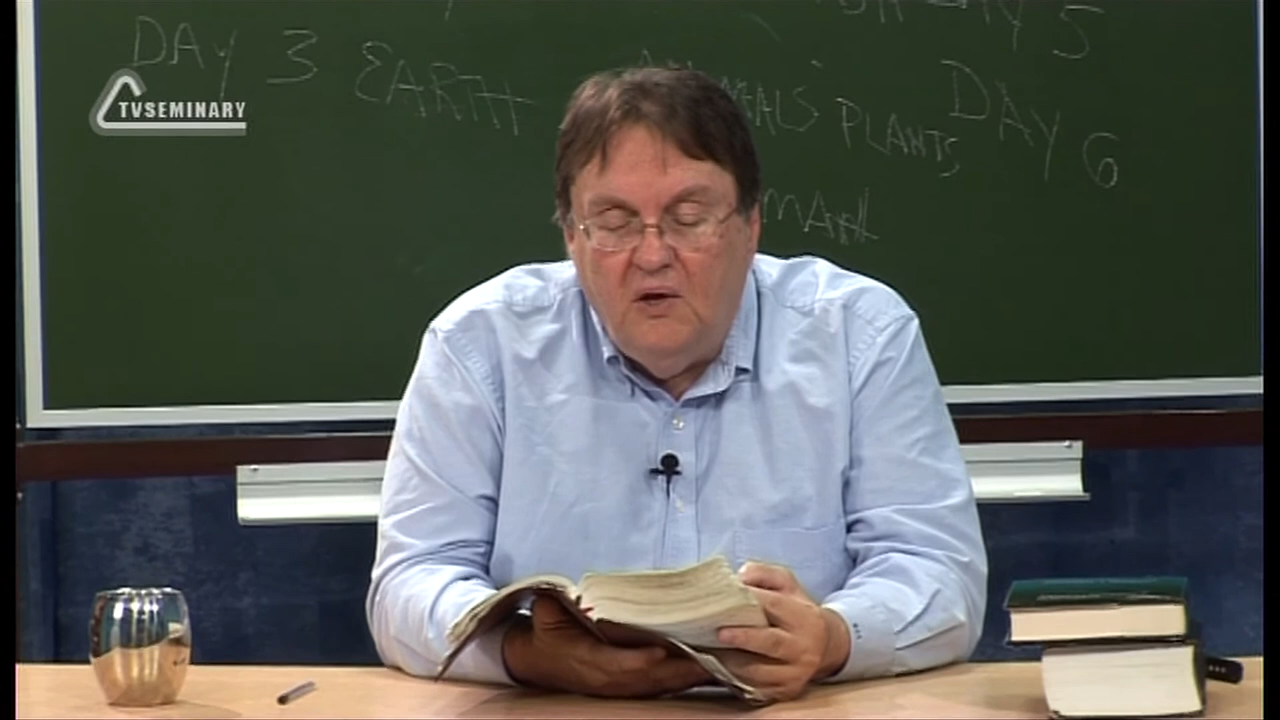 DAY 5
DAY 3 EARTH ANIMALS PLANTS DAY 6
MAN
TVSEMINARY